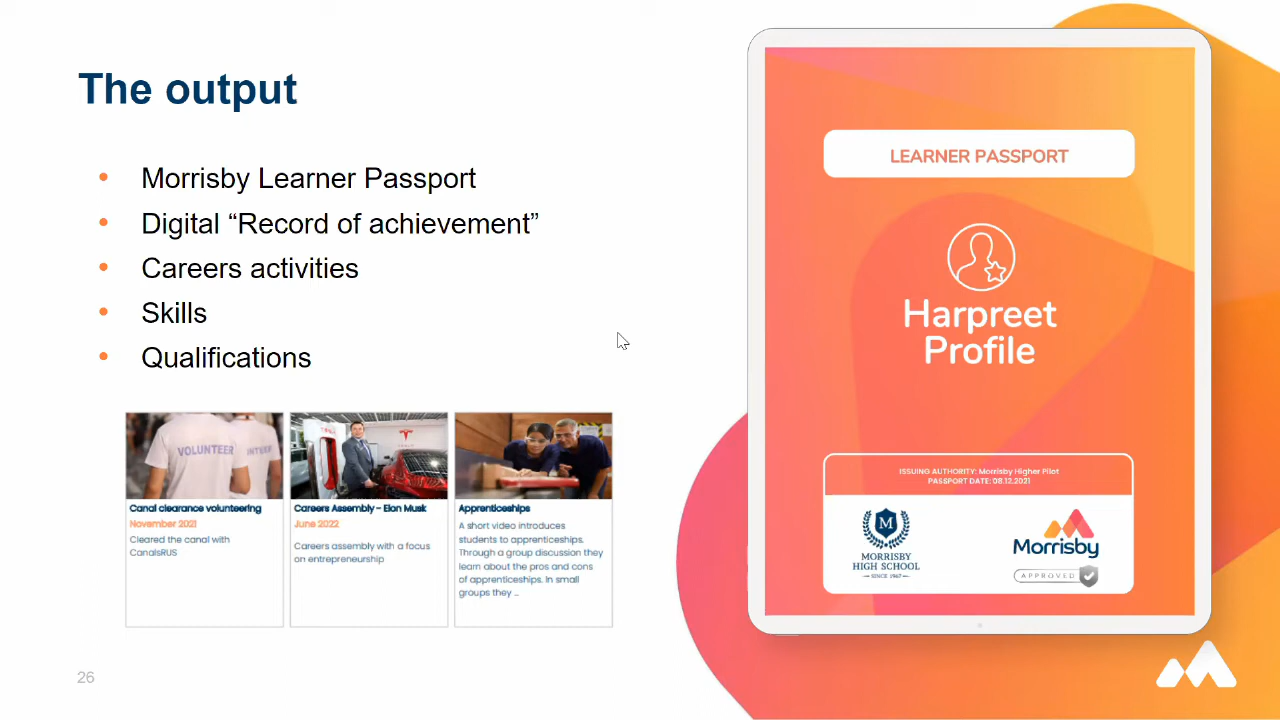 The output
• Morrisby Learner Passport
• Digital “Record of achievement”
• Careers activities
• Skills
• Qualifications
VOLUNTEER
Canal clearance volunteering
November 2021
Cleared the canal with
CanalsRUS
Careers Assembly - Elon Musk
June 2022
Careers assembly with a focus
on entrepreneurship
Apprenticeships
A short video introduces
students to apprenticeships.
Through a group discussion they
learn about the pros and cons
of apprenticeships. In small
groups they ...
26
LEARNER PASSPORT
Harpreet
Profile
ISSUING AUTHORITY: Morrisby Higher Pilot
PASSPORT DATE: 08.12.2021
M
MORRISBY
HIGH SCHOOL
SINCE 1967
Morrisby
APPROVED